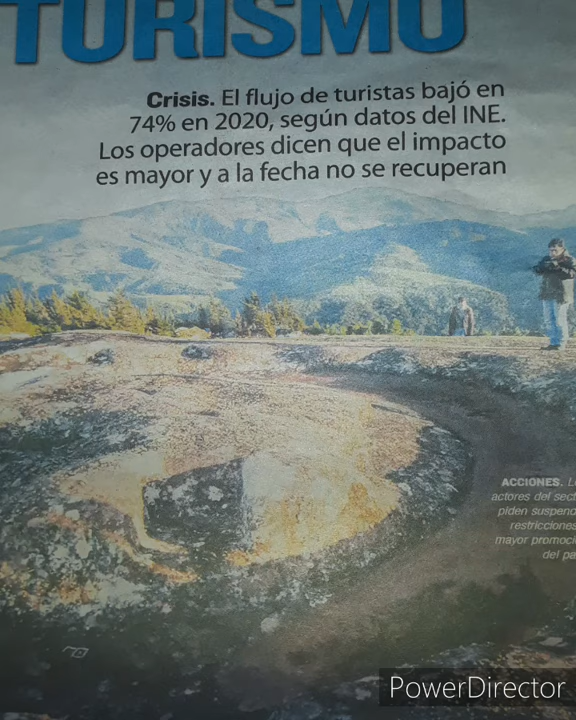 TURISMO
Crisis. El flujo de turistas bajó en
74% en 2020, según datos del INE.
Los operadores dicen que el impacto
es mayor y a la fecha no se recuperan
ACCIONES.
actores del sect
piden suspend
restricciones
mayor promoci
del pa
PowerDirector